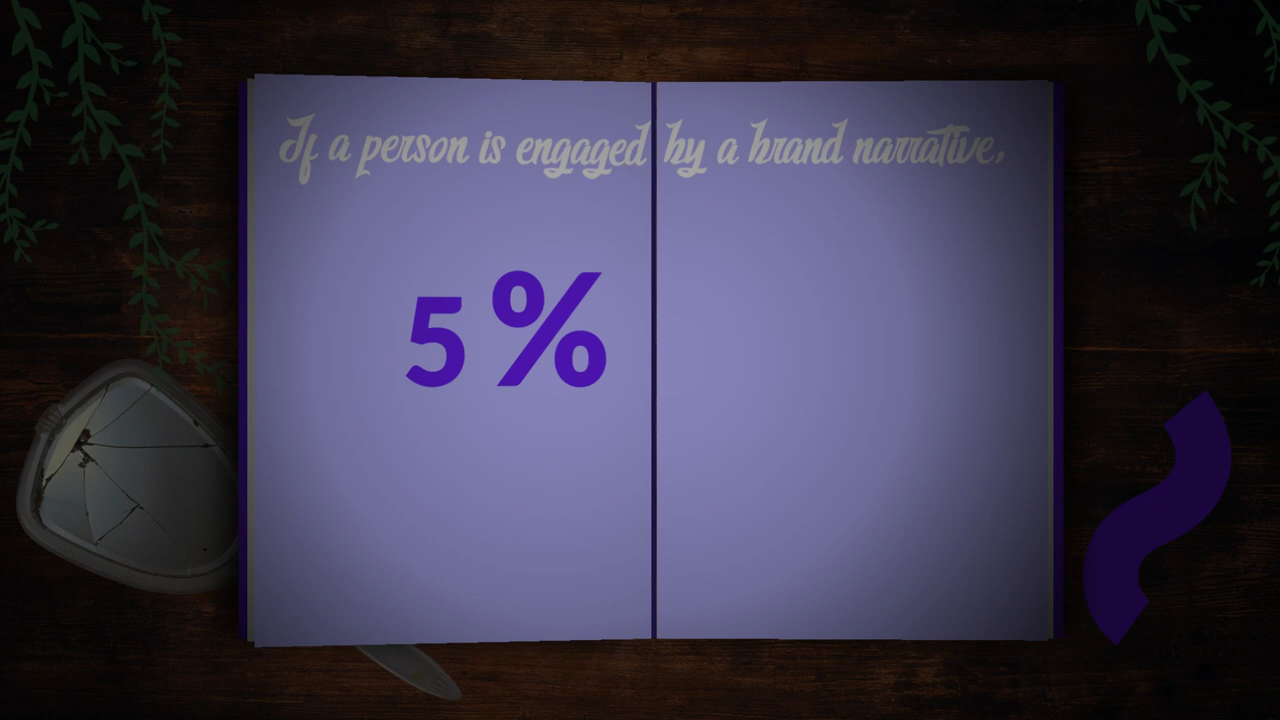 If a person is engaged by a brand narrative,
5%